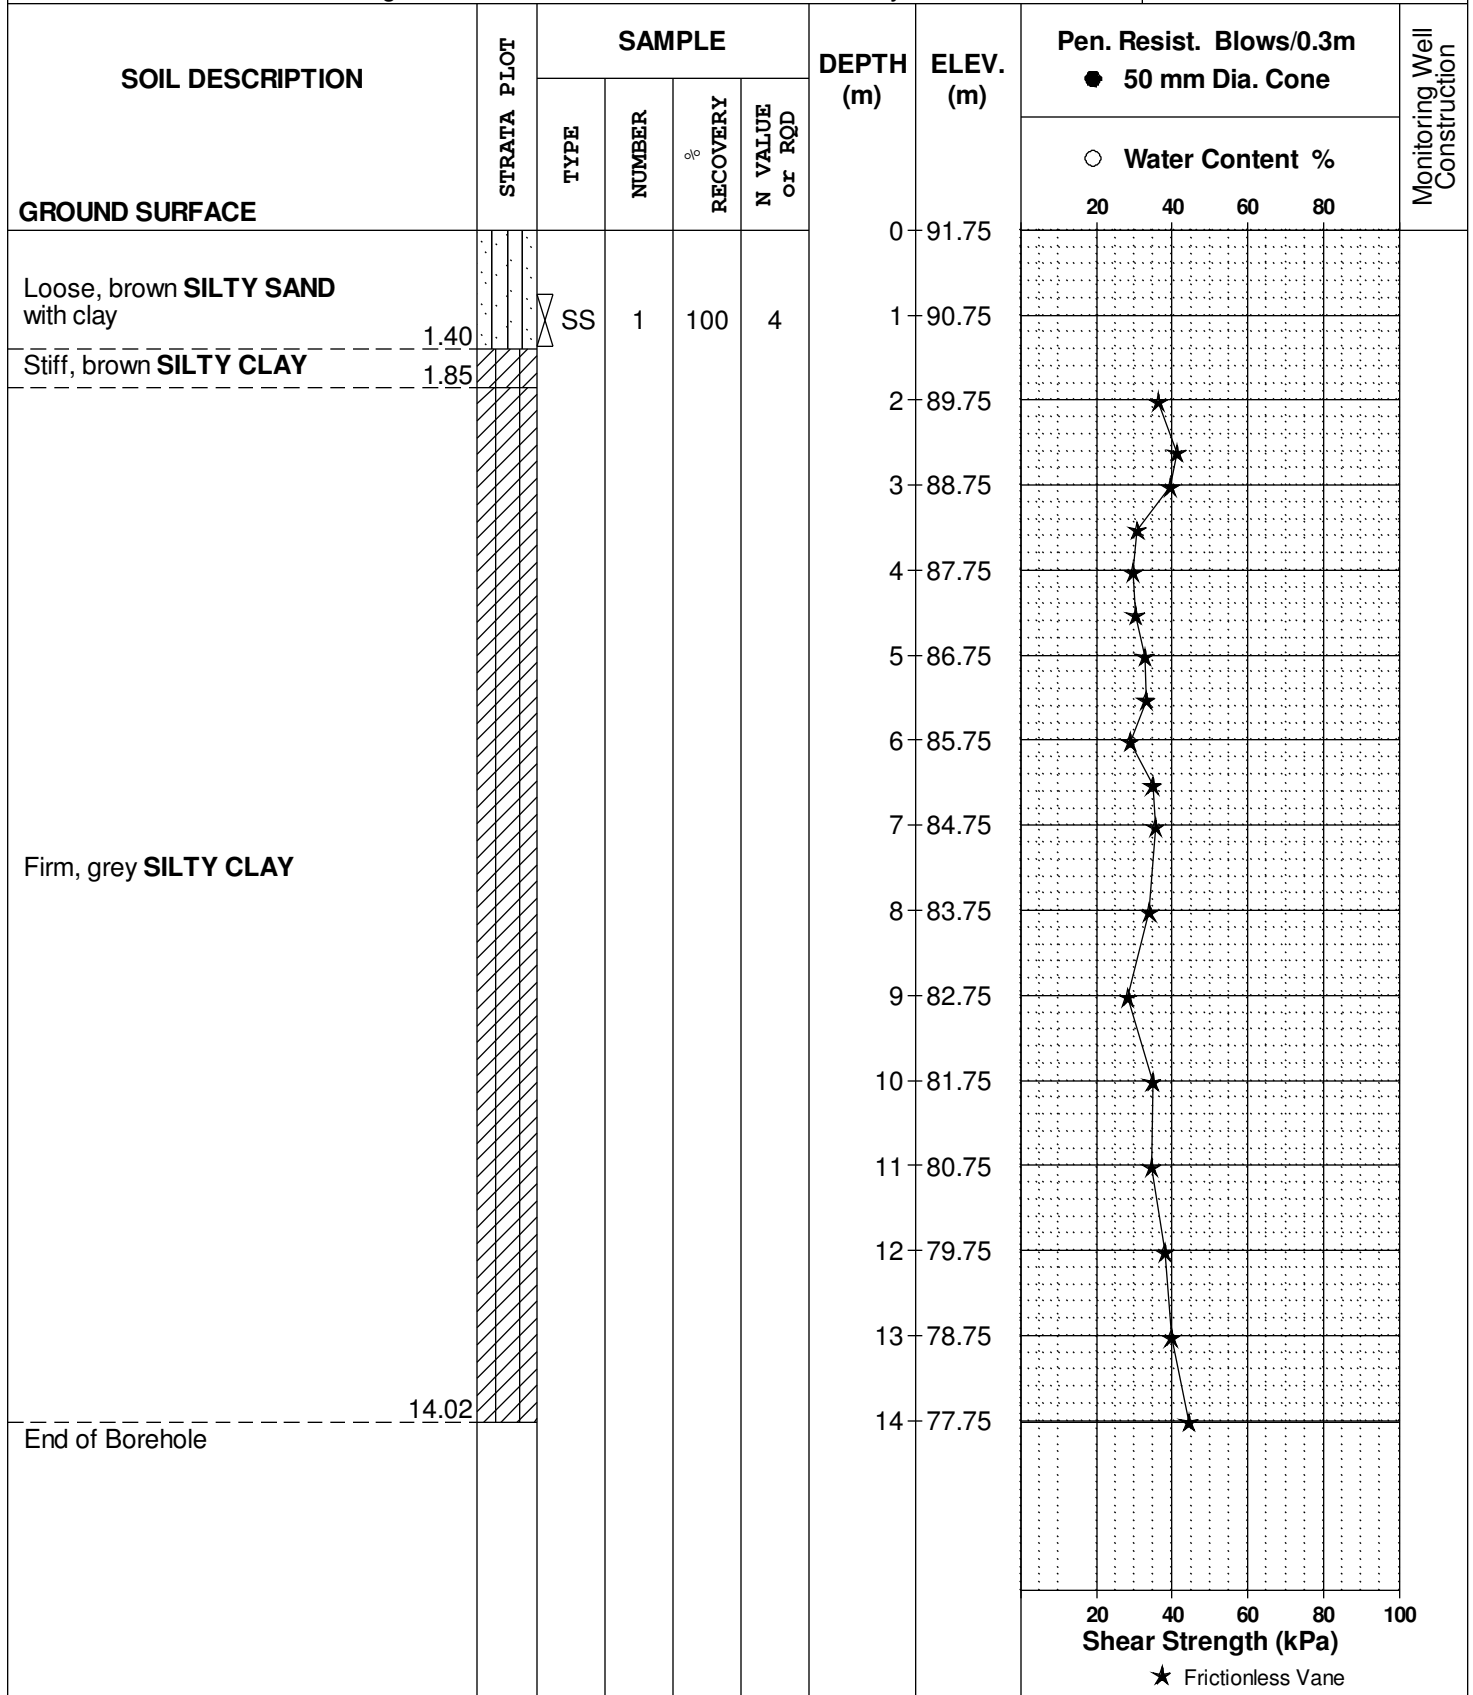 SOIL DESCRIPTION
GROUND SURFACE
STRATA PLOT
SAMPLE
TYPE
NUMBER
%
RECOVERY
N VALUE
or RQD
DEPTH
(m)
ELEV.
(m)
Pen. Resist. Blows/0.3m
● 50 mm Dia. Cone
○ Water Content %
20 40 60 80
Monitoring Well
Construction
0 91.75
Loose, brown SILTY SAND
with clay
1.40
SS 1 100 4
1 90.75
Stiff, brown SILTY CLAY
1.85
2 89.75
3 88.75
4 87.75
5 86.75
6 85.75
7 84.75
Firm, grey SILTY CLAY
8 83.75
9 82.75
10 81.75
11 80.75
12 79.75
13 78.75
14.02
14 77.75
End of Borehole
20 40 60 80 100
Shear Strength (kPa)
★ Frictionless Vane